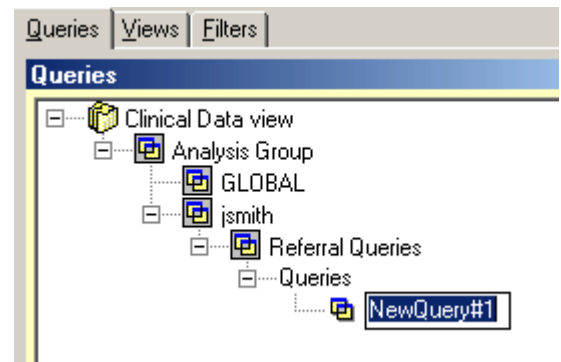 Queries Views Filters
Queries
Clinical Data view
Analysis Group
GLOBAL
jsmith
Referral Queries
Queries
NewQuery#1